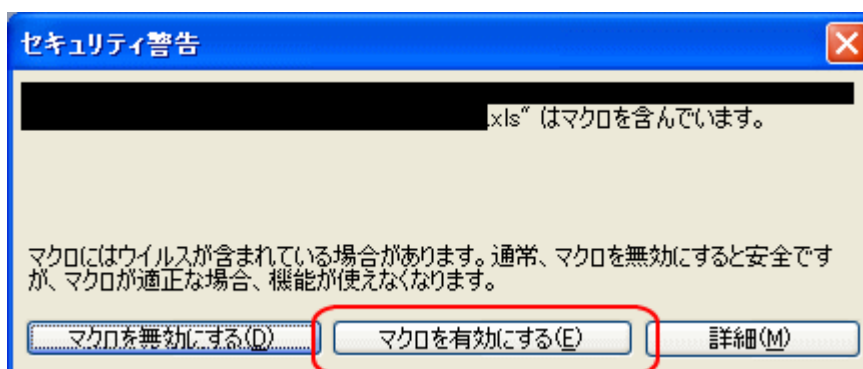 セキュリティ警告
.xls" はマクロを含んでいます。
マクロにはウイルスが含まれている場合があります。通常、マクロを無効にすると安全です
が、マクロが適正な場合、機能が使えなくなります。
マクロを無効にする(D) マクロを有効にする(E) 詳細(M)